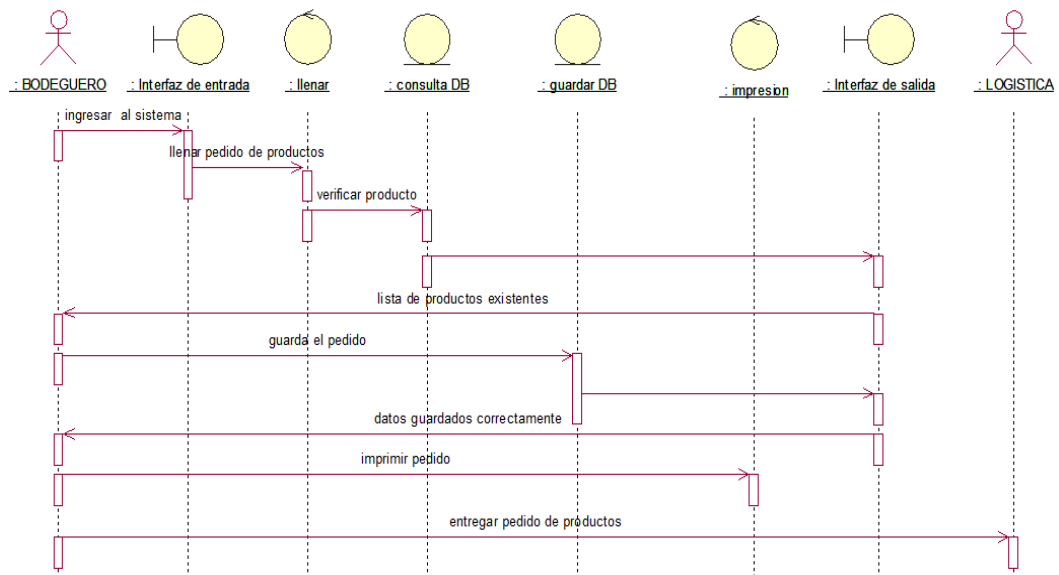 : BODEGUERO
: Interfaz de entrada
: llenar
: consulta DB
: guardar DB
: impresion
: Interfaz de salida
: LOGISTICA
ingresar al sistema
llenar pedido de productos
verificar producto
lista de productos existentes
guarda el pedido
datos guardados correctamente
imprimir pedido
entregar pedido de productos